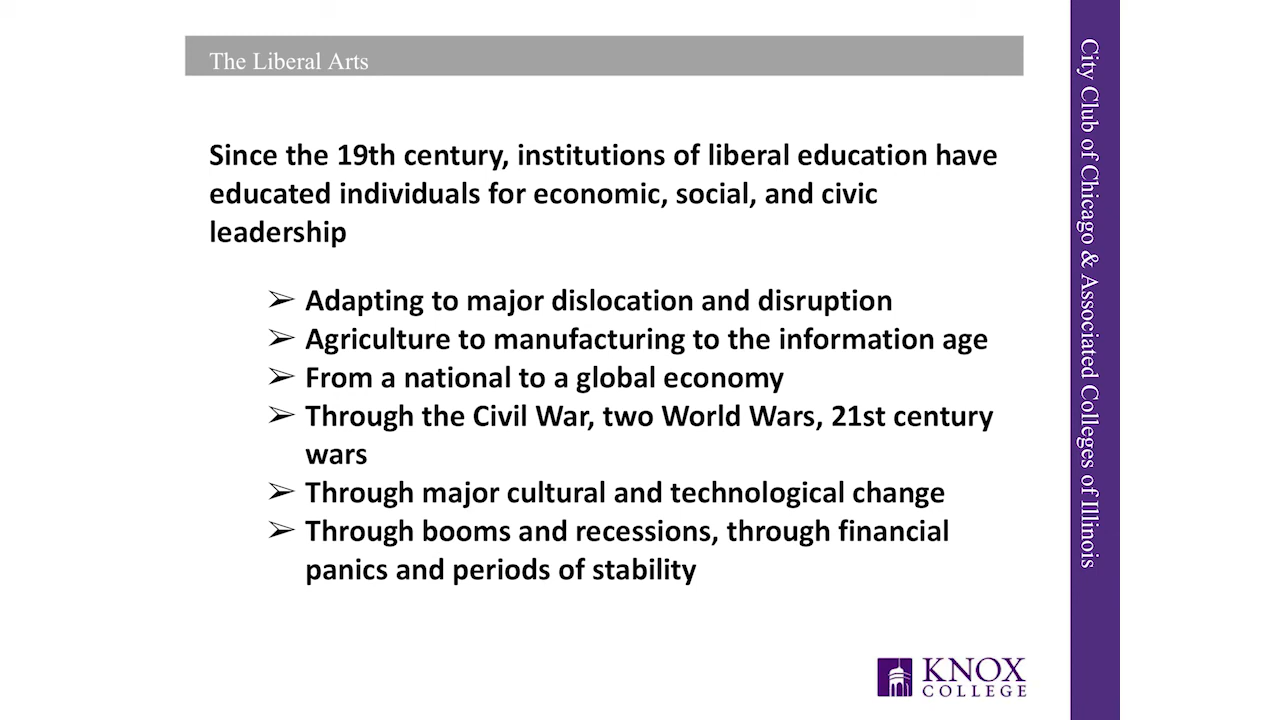 The Liberal Arts
Since the 19th century, institutions of liberal education have
educated individuals for economic, social, and civic
leadership
➢ Adapting to major dislocation and disruption
➢ Agriculture to manufacturing to the information age
➢ From a national to a global economy
➢ Through the Civil War, two World Wars, 21st century
wars
➢ Through major cultural and technological change
➢ Through booms and recessions, through financial
panics and periods of stability
City Club of Chicago & Associated Colleges of Illinois
KNOX
COLLEGE